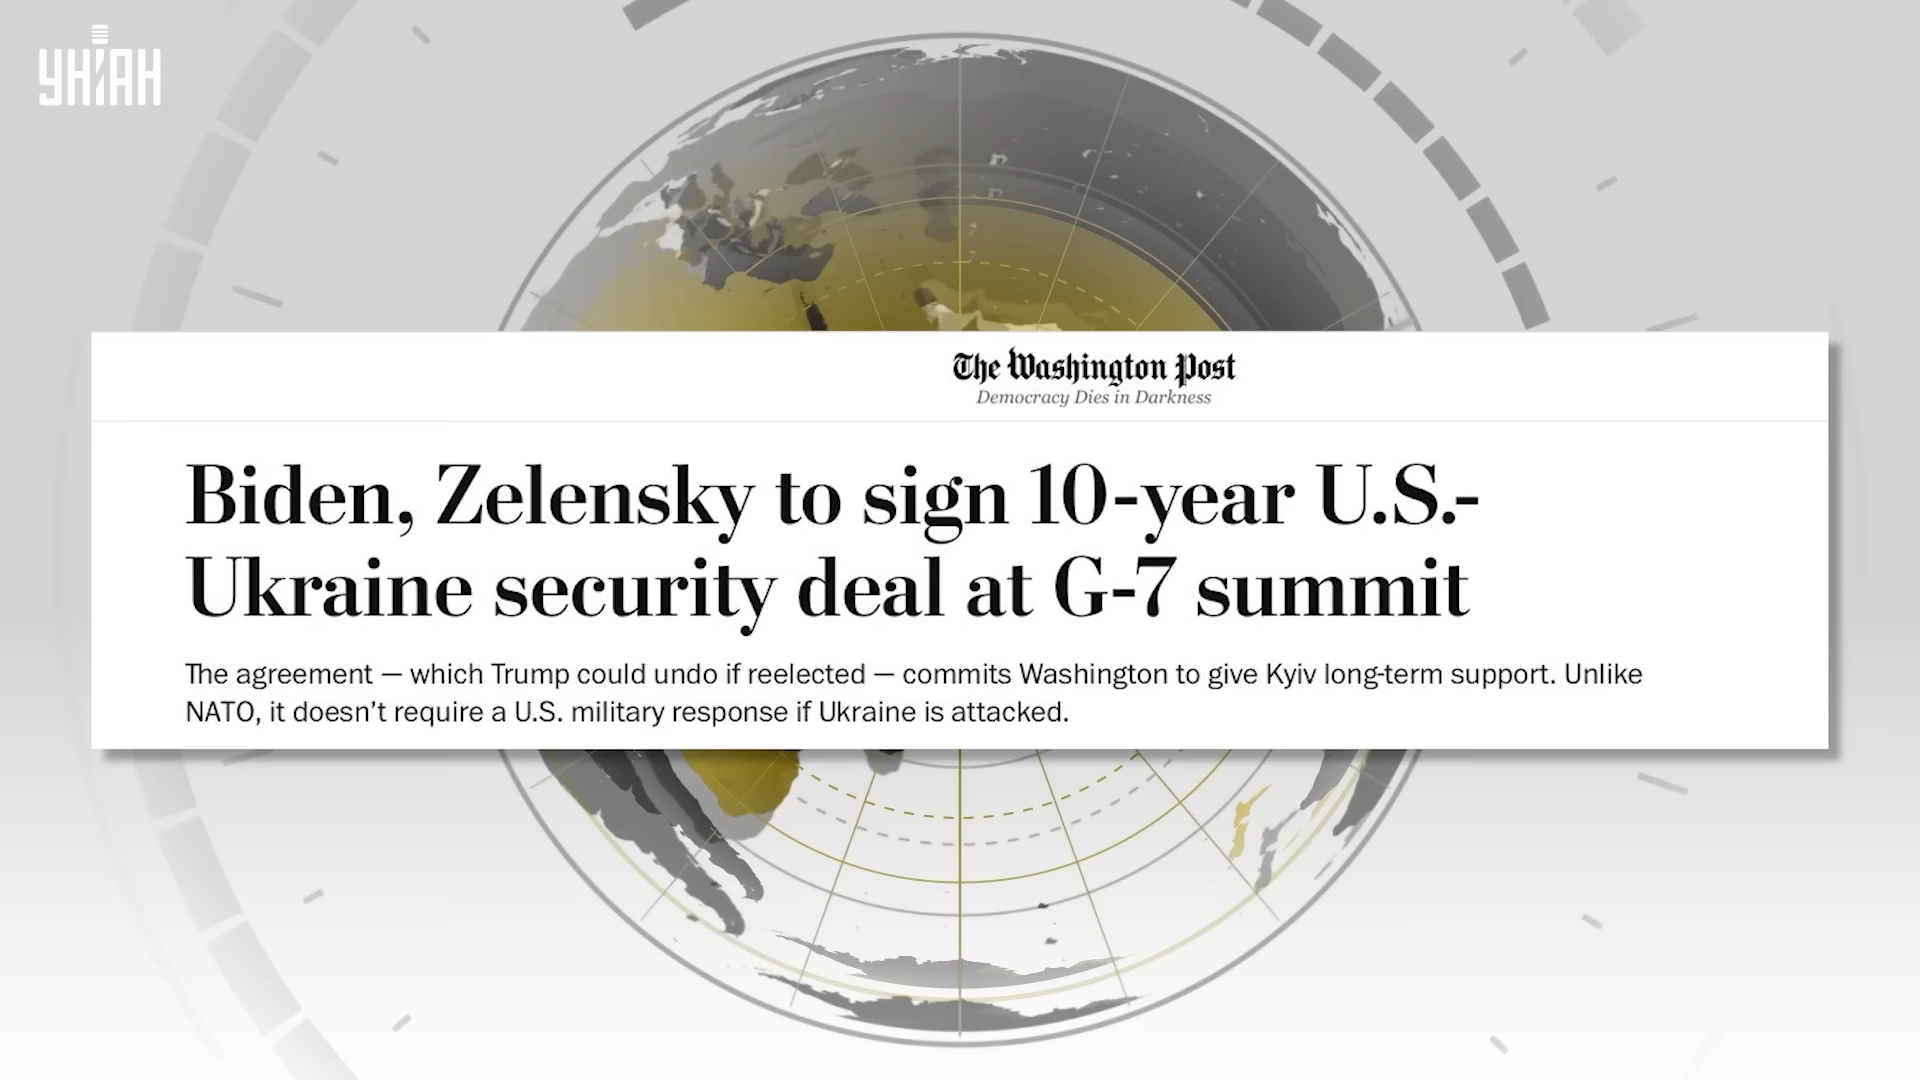 УНІАН
The Washington Post
Democracy Dies in Darkness
Biden, Zelensky to sign 10-year U.S.-
Ukraine security deal at G-7 summit
The agreement — which Trump could undo if reelected — commits Washington to give Kyiv long-term support. Unlike
NATO, it doesn’t require a U.S. military response if Ukraine is attacked.